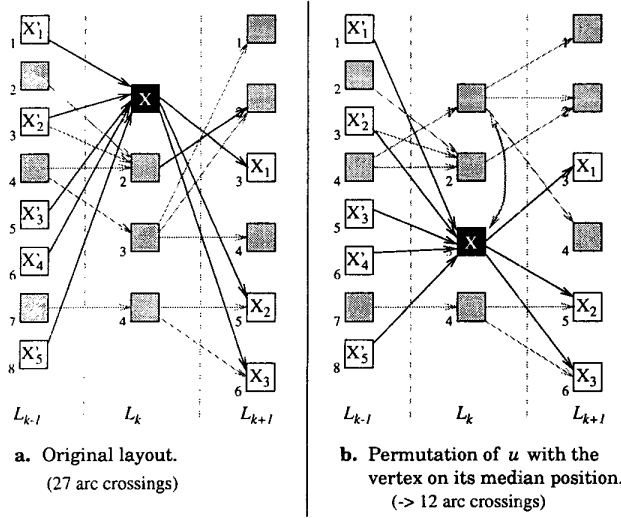 1 X'1
2
3 X'2
4
5 X'3
6 X'4
7
8 X'5
X
2
3
4
1
2
3 X1
4
5 X2
6 X3
Lk-1 Lk Lk+1
a. Original layout.
(27 arc crossings)
1 X'1
2
3 X'2
4
5 X'3
6 X'4
7
8 X'5
1
2
X
4
1
2
3 X1
4
5 X2
6 X3
Lk-1 Lk Lk+1
b. Permutation of u with the
vertex on its median position.
(-> 12 arc crossings)